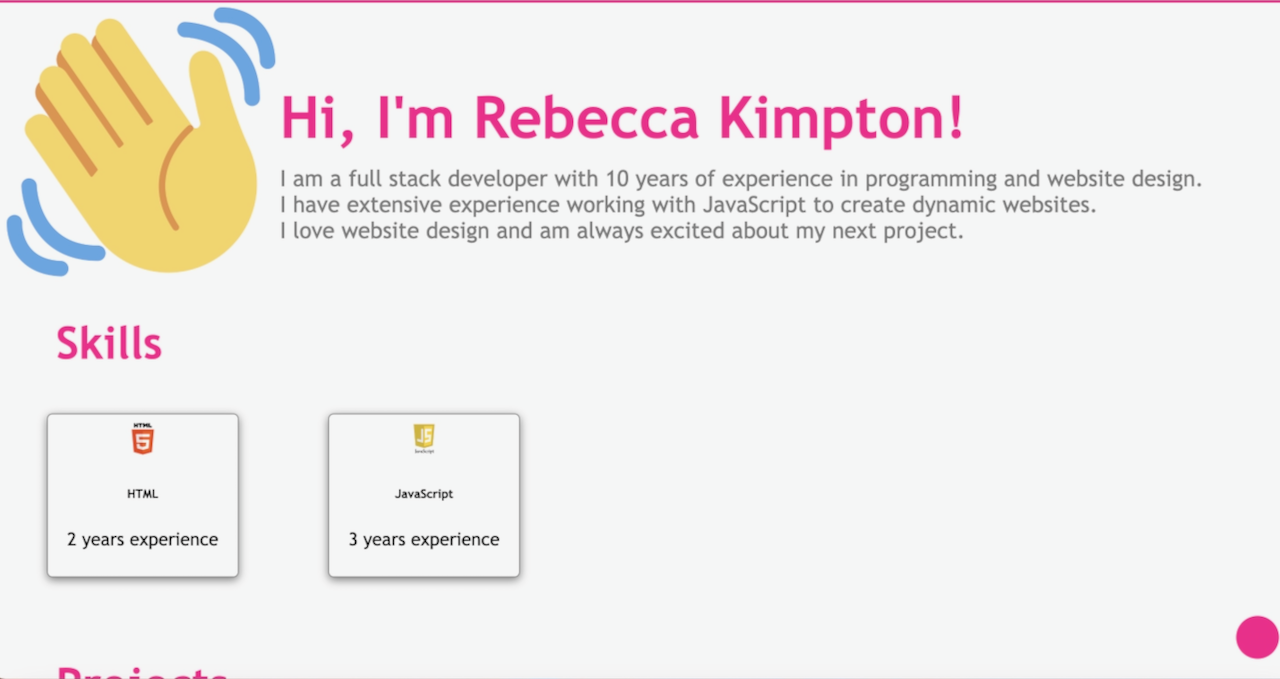 Hi, I'm Rebecca Kimpton!
I am a full stack developer with 10 years of experience in programming and website design.
I have extensive experience working with JavaScript to create dynamic websites.
I love website design and am always excited about my next project.
Skills
HTML
5
JS
JavaScript
HTML
JavaScript
2 years experience
3 years experience
Projects